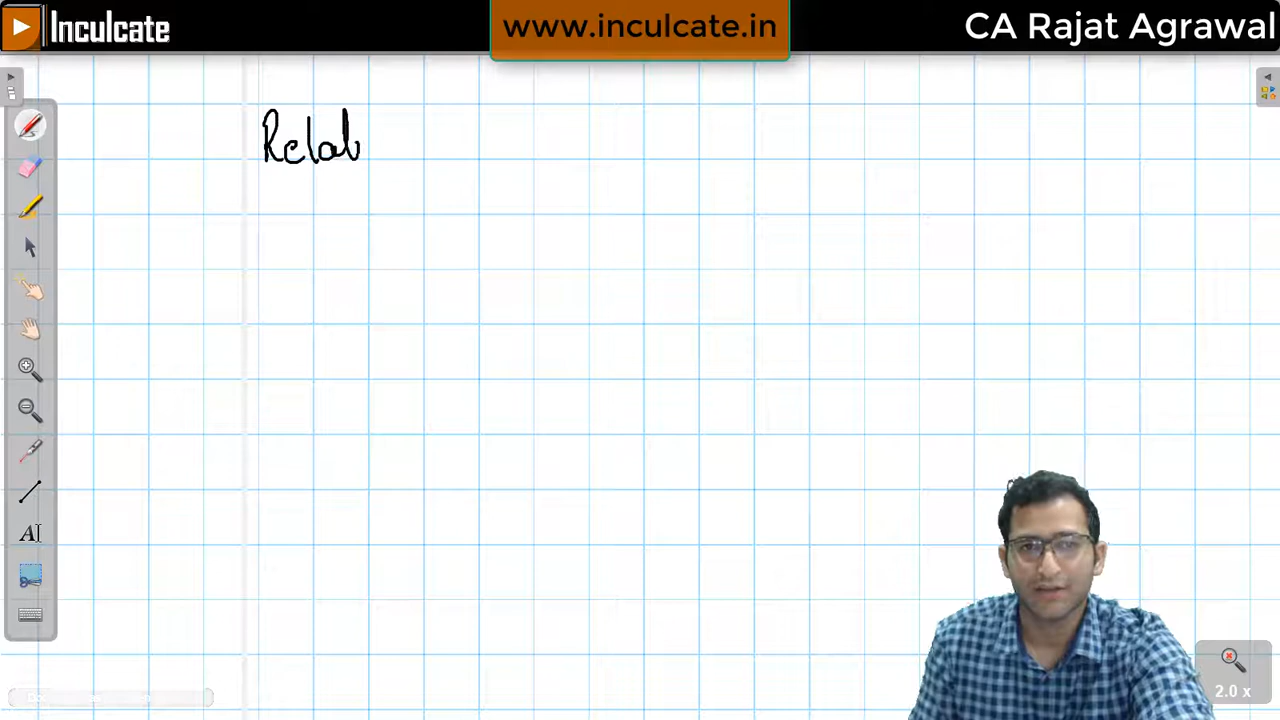 Inculcate
www.inculcate.in
CA Rajat Agrawal
Relat
A
2.0 x